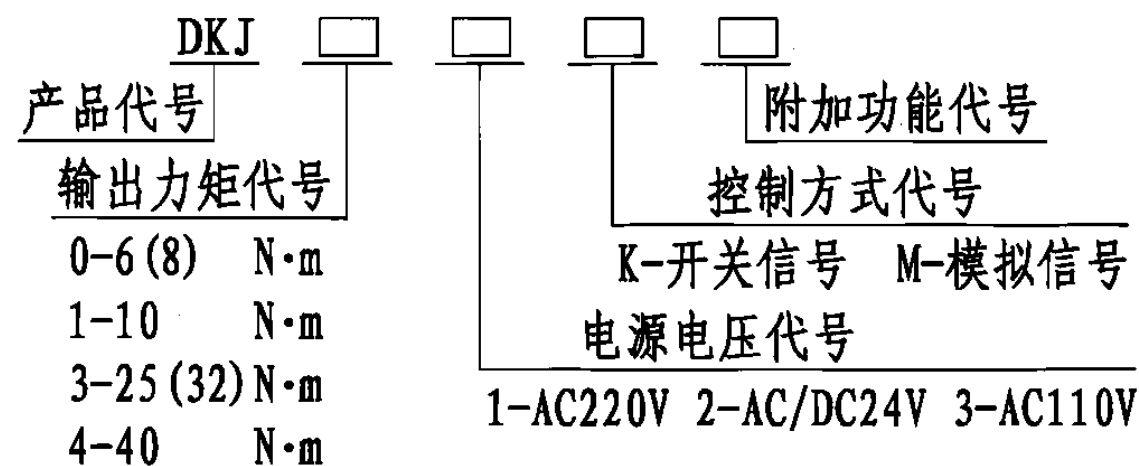 DKJ □ □ □ □
产品代号
附加功能代号
输出力矩代号
控制方式代号
0-6(8) N·m
K-开关信号 M-模拟信号
1-10 N·m
电源电压代号
3-25(32)N·m
1-AC220V 2-AC/DC24V 3-AC110V
4-40 N·m